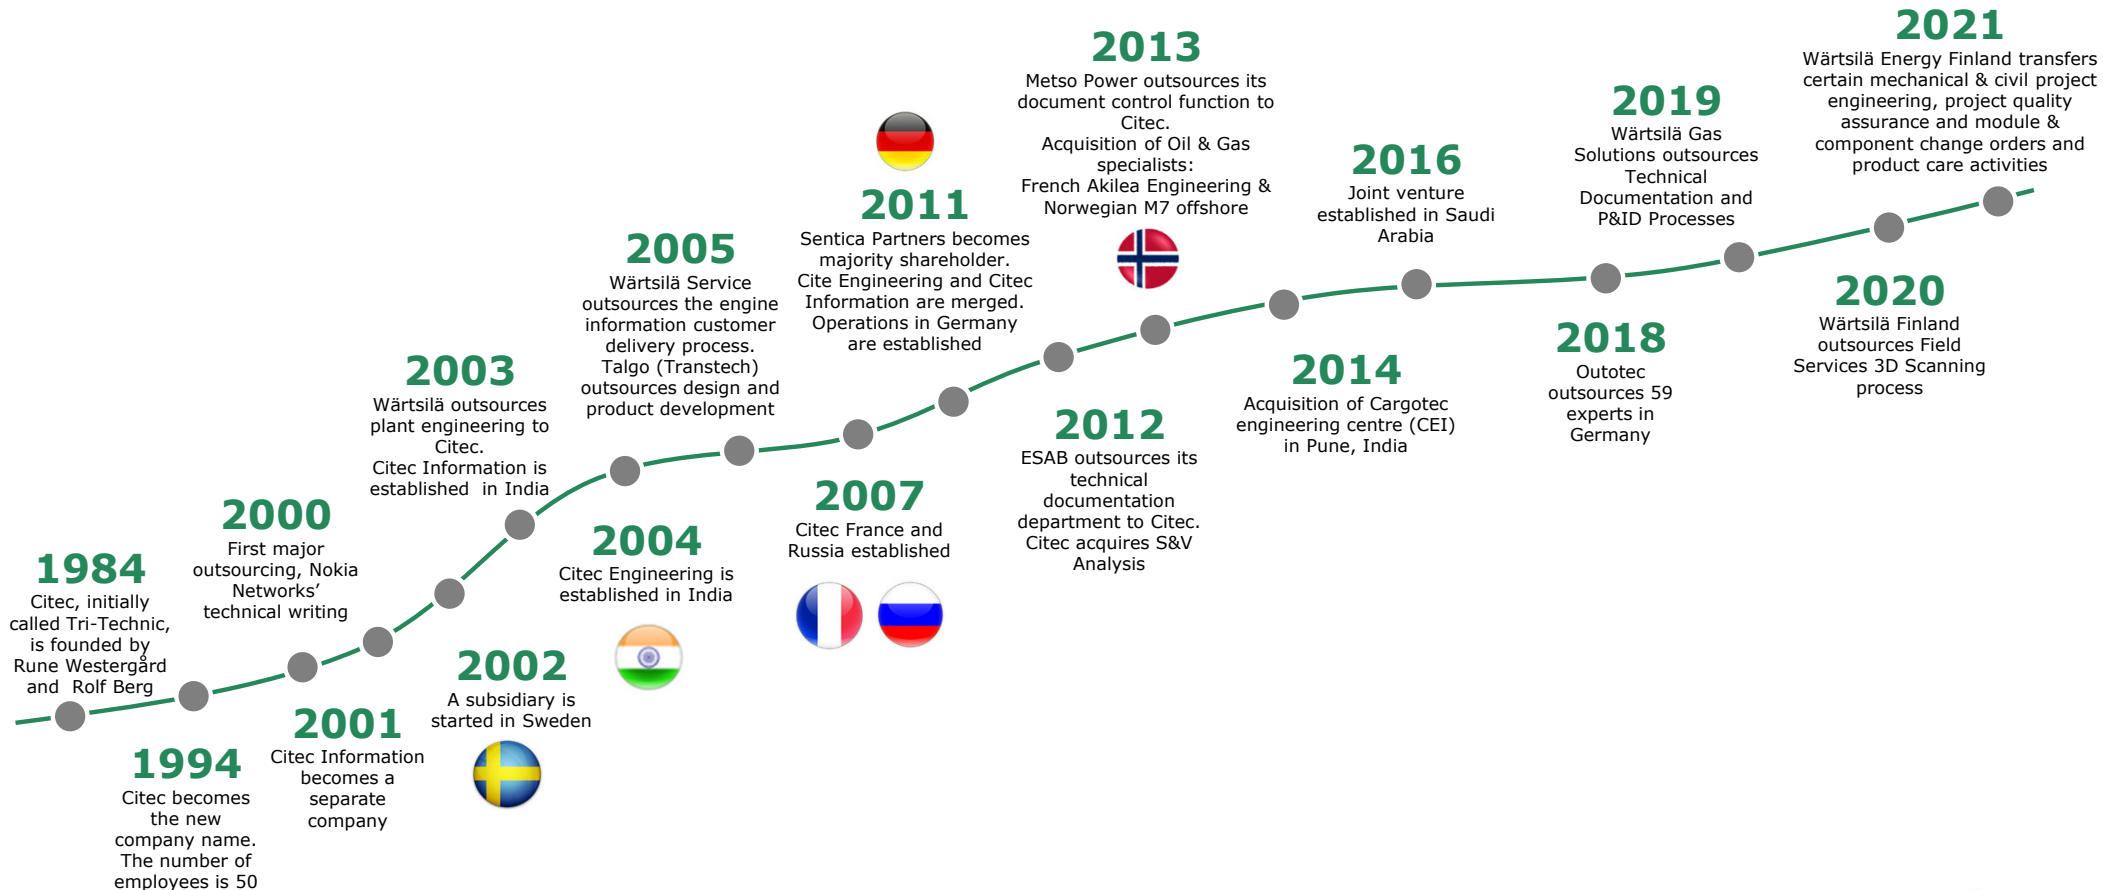 1984
Citec, initially
called Tri-Technic,
is founded by
Rune Westergård
and  Rolf Berg
1994
Citec becomes
the new
company name.
The number of
employees is 50
2000
First major
outsourcing, Nokia
Networks’
technical writing
2001
Citec Information
becomes a
separate
company
2002
A subsidiary is
started in Sweden
2003
Wärtsilä outsources
plant engineering to
Citec.
Citec Information is
established  in India
2004
Citec Engineering is
established in India
2005
Wärtsilä Service
outsources the engine
information customer
delivery process.
Talgo (Transtech)
outsources design and
product development
2007
Citec France and
Russia established
2011
Sentica Partners becomes
majority shareholder.
Cite Engineering and Citec
Information are merged.
Operations in Germany
are established
2012
ESAB outsources its
technical
documentation
department to Citec.
Citec acquires S&V
Analysis
2013
Metso Power outsources its
document control function to
Citec.
Acquisition of Oil & Gas
specialists:
French Akilea Engineering &
Norwegian M7 offshore
2014
Acquisition of Cargotec
engineering centre (CEI)
in Pune, India
2016
Joint venture
established in Saudi
Arabia
2018
Outotec
outsources 59
experts in
Germany
2019
Wärtsilä Gas
Solutions outsources
Technical
Documentation and
P&ID Processes
2020
Wärtsilä Finland
outsources Field
Services 3D Scanning
process
2021
Wärtsilä Energy Finland transfers
certain mechanical & civil project
engineering, project quality
assurance and module &
component change orders and
product care activities